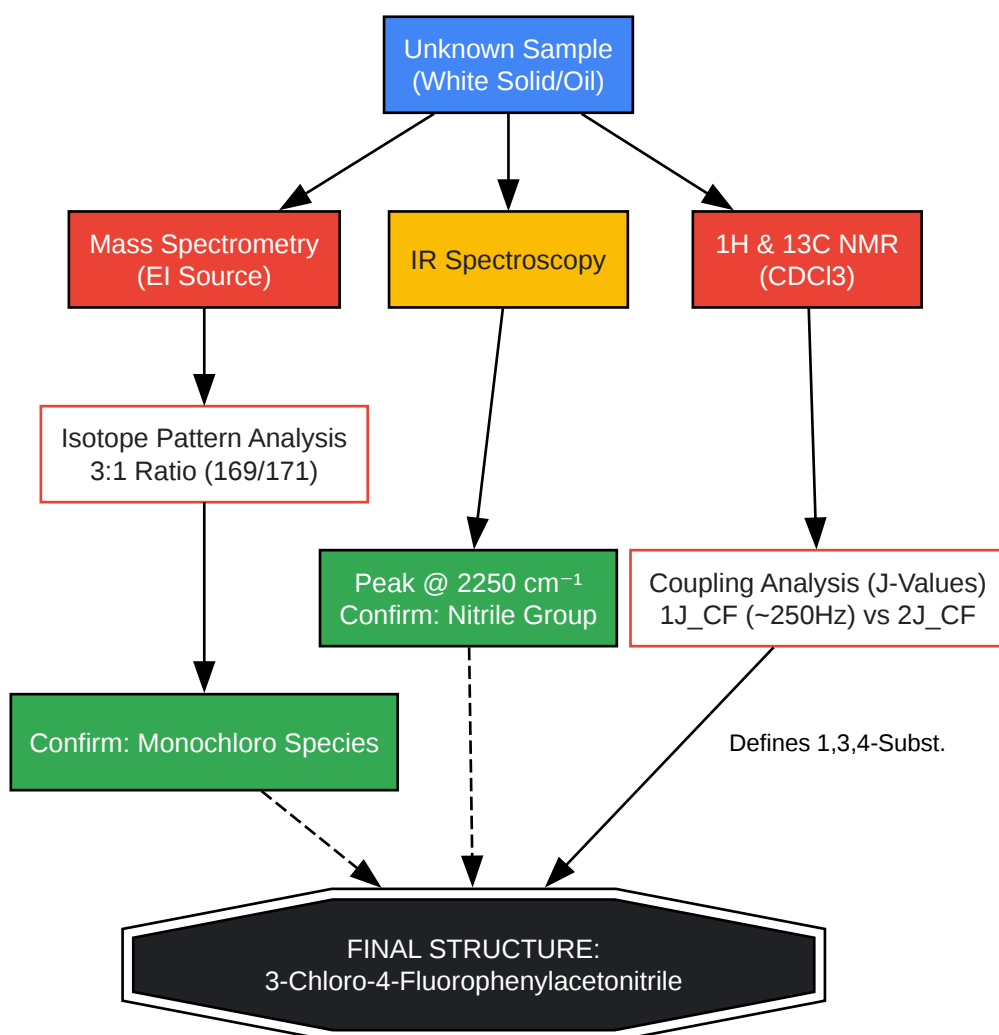 Unknown Sample
(White Solid/Oil)
Mass Spectrometry
(EI Source)
IR Spectroscopy
1H & 13C NMR
(CDCl3)
Isotope Pattern Analysis
3:1 Ratio (169/171)
Peak @ 2250 cm⁻¹
Confirm: Nitrile Group
Coupling Analysis (J-Values)
1J_CF (~250Hz) vs 2J_CF
Confirm: Monochloro Species
Defines 1,3,4-Subst.
FINAL STRUCTURE:
3-Chloro-4-Fluorophenylacetonitrile